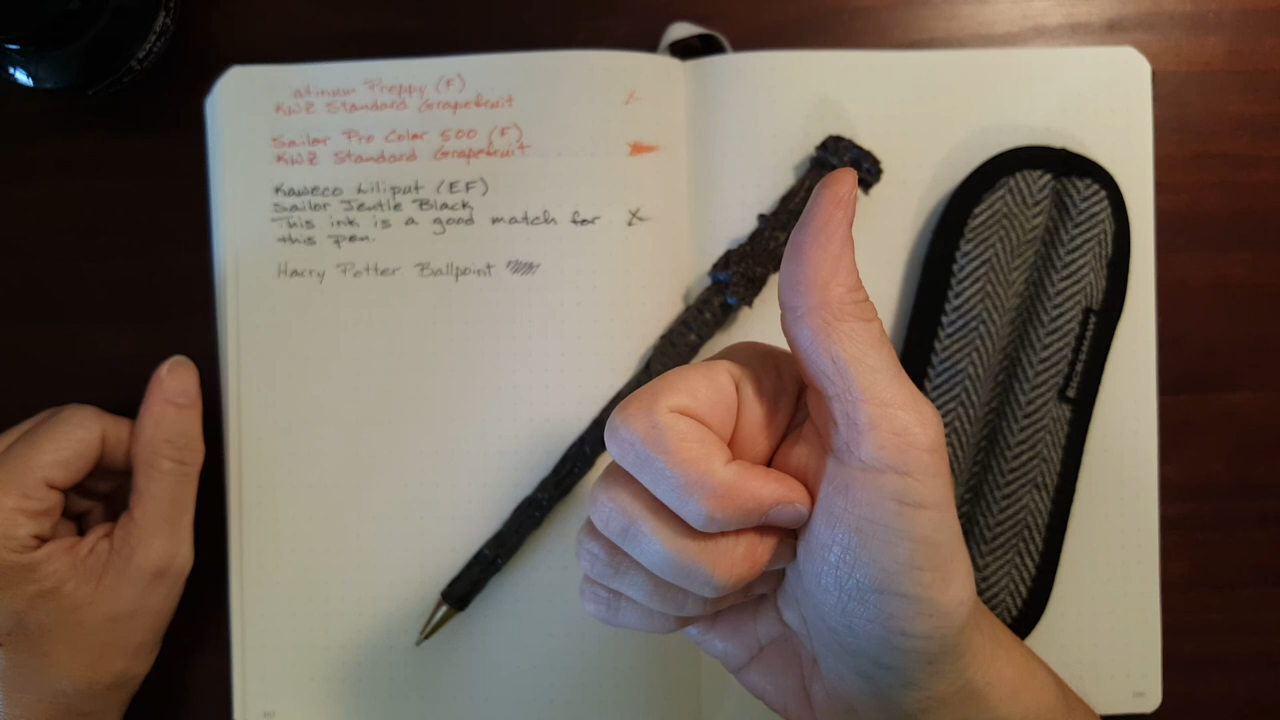 atinum Preppy (F)
KWZ Standard Grapefruit
Sailor Pro Color 500 (F)
KWZ Standard Grapefruit
Kaweco Liliput (EF)
Sailor Jentle Black
This ink is a good match for
this pen.
Harry Potter Ballpoint